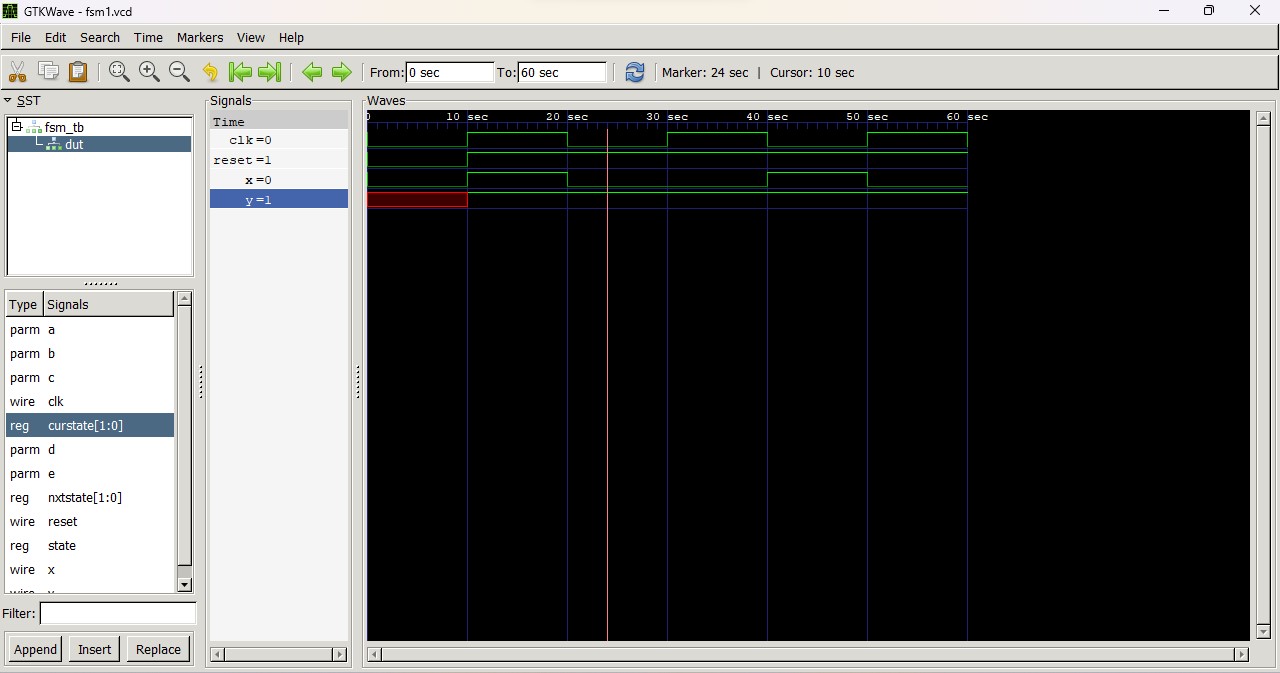 GTKWave - fsm1.vcd
File Edit Search Time Markers View Help
From: 0 sec To: 60 sec Marker: 24 sec | Cursor: 10 sec
SST
fsm_tb
dut
Type Signals
parm a
parm b
parm c
wire clk
reg curstate[1:0]
parm d
parm e
reg nxtstate[1:0]
wire reset
reg state
wire x
wire y
Filter:
Append Insert Replace
Signals
Time
clk=0
reset=1
x=0
y=1
Waves
0 10 sec 20 sec 30 sec 40 sec 50 sec 60 sec